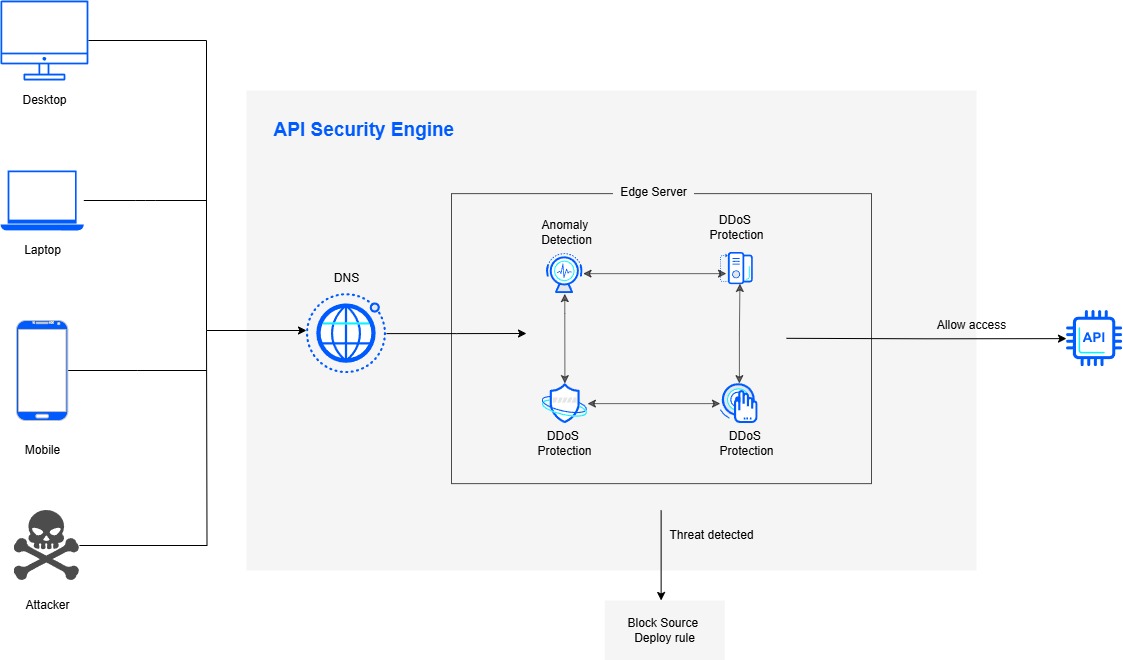 Desktop
API Security Engine
Edge Server
Anomaly
Detection
DDoS
Protection
Laptop
DNS
Allow access
API
DDoS
Protection
DDoS
Protection
Mobile
Threat detected
Attacker
Block Source
Deploy rule